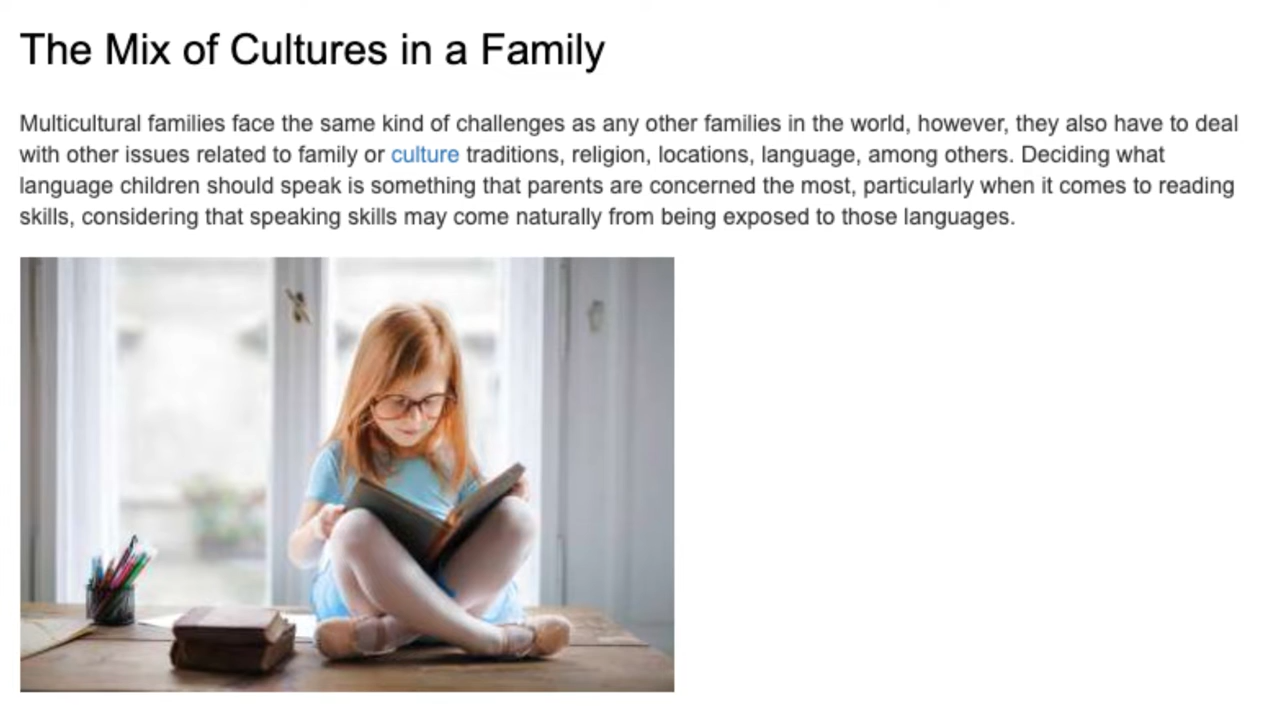 The Mix of Cultures in a Family
Multicultural families face the same kind of challenges as any other families in the world, however, they also have to deal
with other issues related to family or culture traditions, religion, locations, language, among others. Deciding what
language children should speak is something that parents are concerned the most, particularly when it comes to reading
skills, considering that speaking skills may come naturally from being exposed to those languages.